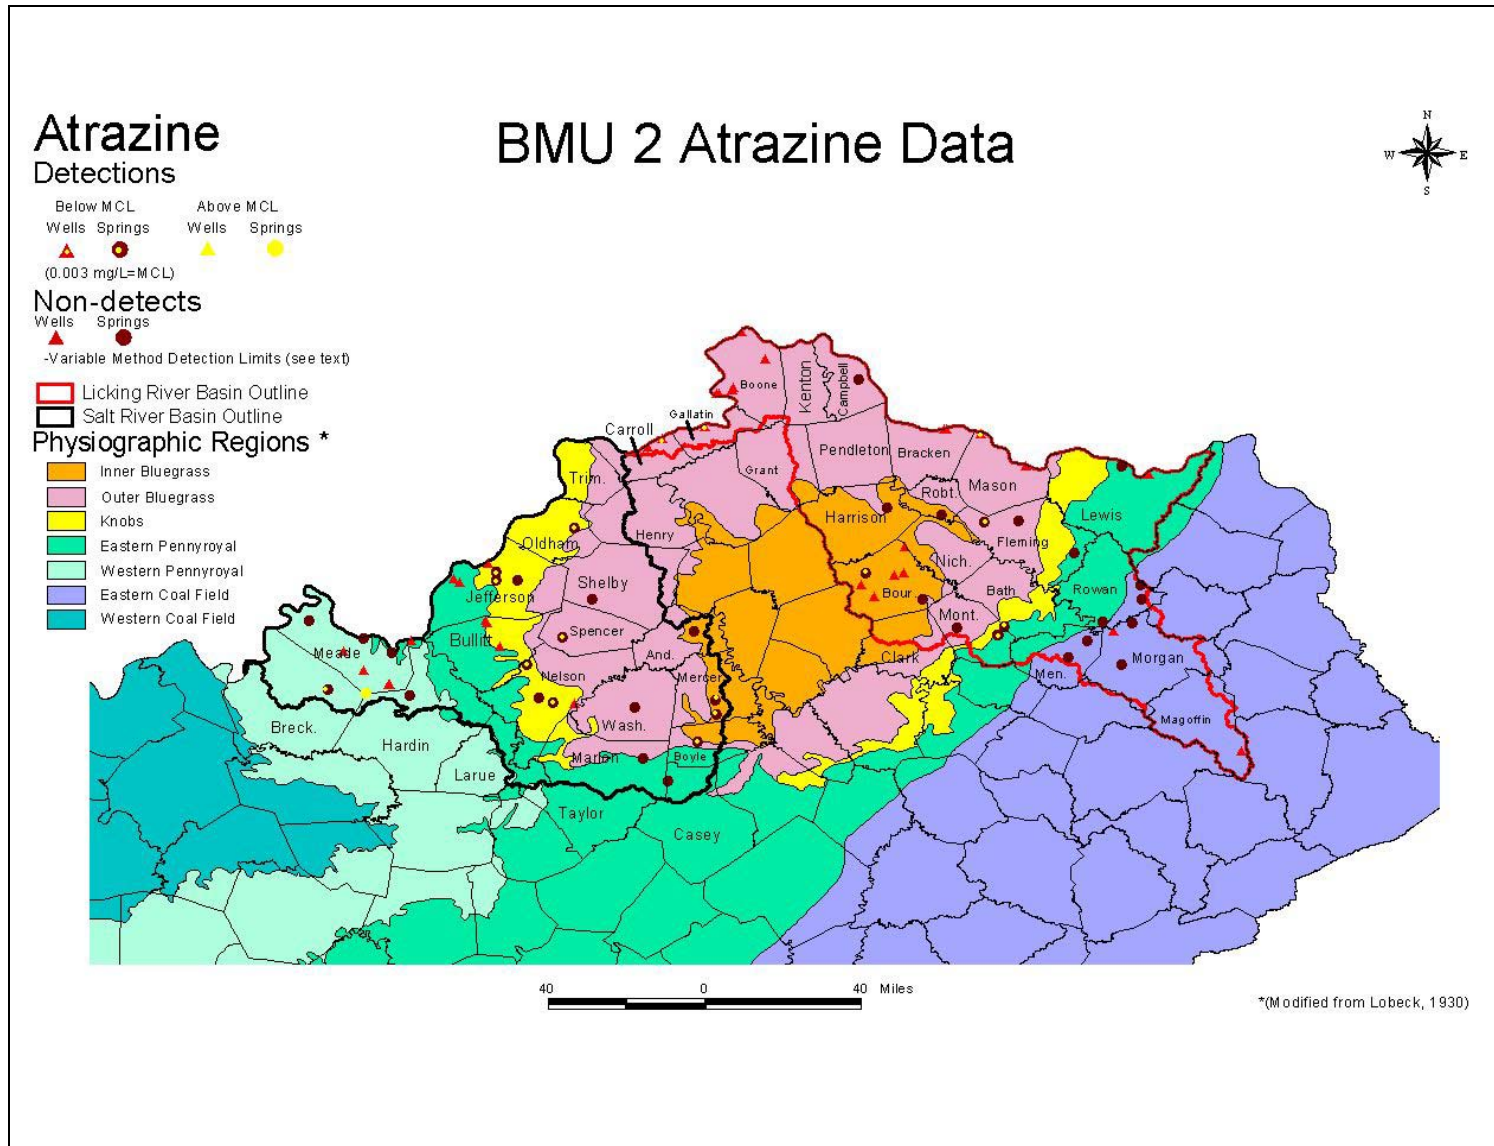 Atrazine
BMU 2 Atrazine Data
Detections
Below MCL Above MCL
Wells Springs Wells Springs
(0.003 mg/L=MCL)
Non-detects
Wells Springs
-Variable Method Detection Limits (see text)
Licking River Basin Outline
Salt River Basin Outline
Physiographic Regions *
Inner Bluegrass
Outer Bluegrass
Knobs
Eastern Pennyroyal
Western Pennyroyal
Eastern Coal Field
Western Coal Field
N
W E
S
Boone
Kenton
Campbell
Gallatin
Carroll
Grant
Pendleton
Bracken
Trim.
Robt.
Mason
Harrison
Lewis
Henry
Oldham
Fleming
Nich.
Shelby
Jefferson
Bour.
Bath
Rowan
Mont.
Spencer
Bullitt
And.
Meade
Clark
Morgan
Nelson
Mercer
Men.
Magoffin
Breck.
Wash.
Hardin
Marion
Boyle
Larue
Taylor
Casey
40 0 40 Miles
*(Modified from Lobeck, 1930)